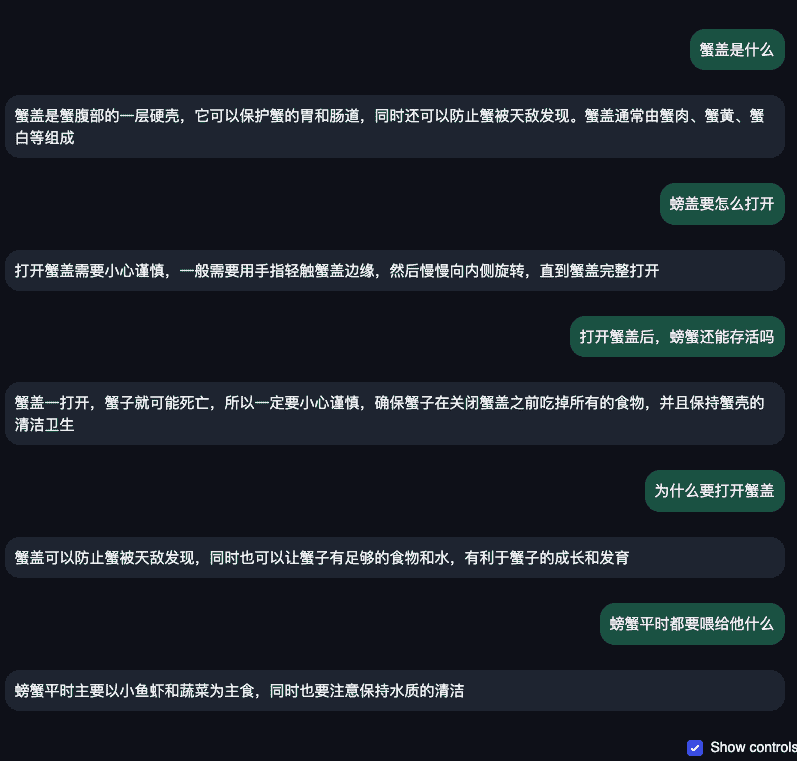 蟹盖是什么
蟹盖是蟹腹部的一层硬壳，它可以保护蟹的胃和肠道，同时还可以防止蟹被天敌发现。蟹盖通常由蟹肉、蟹黄、蟹
白等组成
螃盖要怎么打开
打开蟹盖需要小心谨慎，一般需要用手指轻触蟹盖边缘，然后慢慢向内侧旋转，直到蟹盖完整打开
打开蟹盖后，螃蟹还能存活吗
蟹盖一打开，蟹子就可能死亡，所以一定要小心谨慎，确保蟹子在关闭蟹盖之前吃掉所有的食物，并且保持蟹壳的
清洁卫生
为什么要打开蟹盖
蟹盖可以防止蟹被天敌发现，同时也可以让蟹子有足够的食物和水，有利于蟹子的成长和发育
螃蟹平时都要喂给他什么
螃蟹平时主要以小鱼虾和蔬菜为主食，同时也要注意保持水质的清洁
Show controls